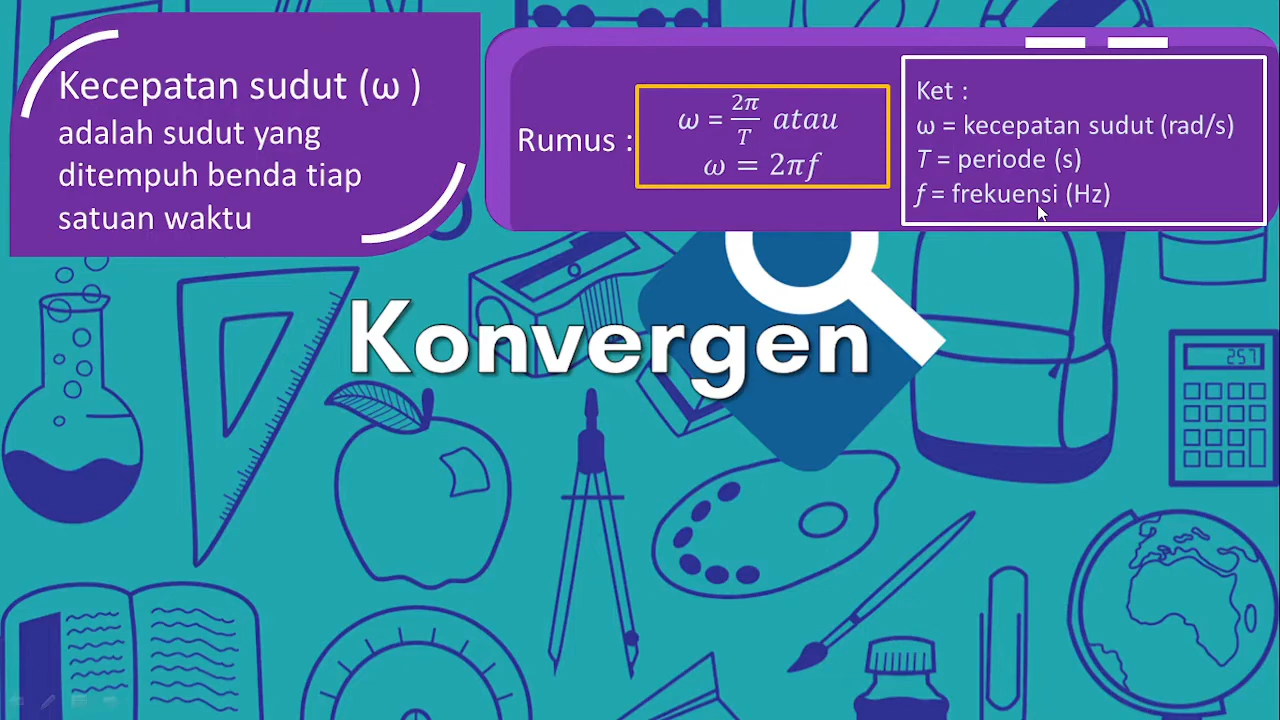 Kecepatan sudut (ω )
adalah sudut yang
ditempuh benda tiap
satuan waktu
Rumus :
ω = 2π/T atau
ω = 2πf
Ket :
ω = kecepatan sudut (rad/s)
T = periode (s)
f = frekuensi (Hz)
Konvergen
257